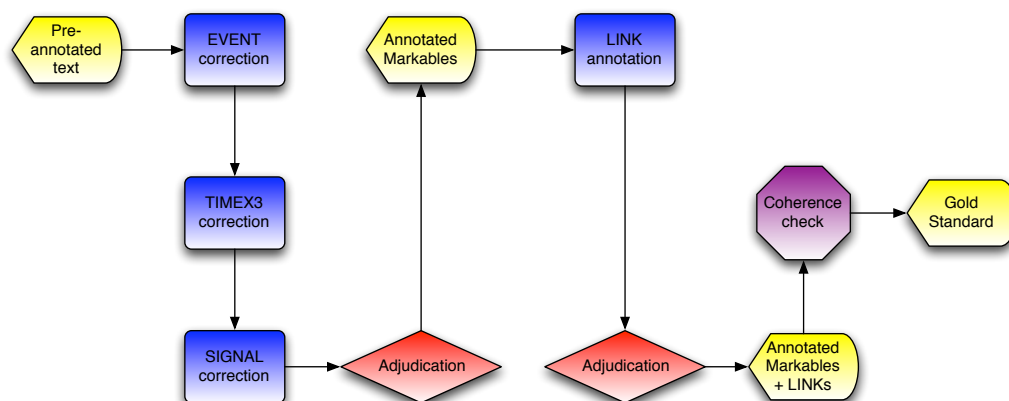 Pre-
annotated
text
EVENT
correction
TIMEX3
correction
SIGNAL
correction
Adjudication
Annotated
Markables
LINK
annotation
Adjudication
Annotated
Markables
+ LINKs
Coherence
check
Gold
Standard